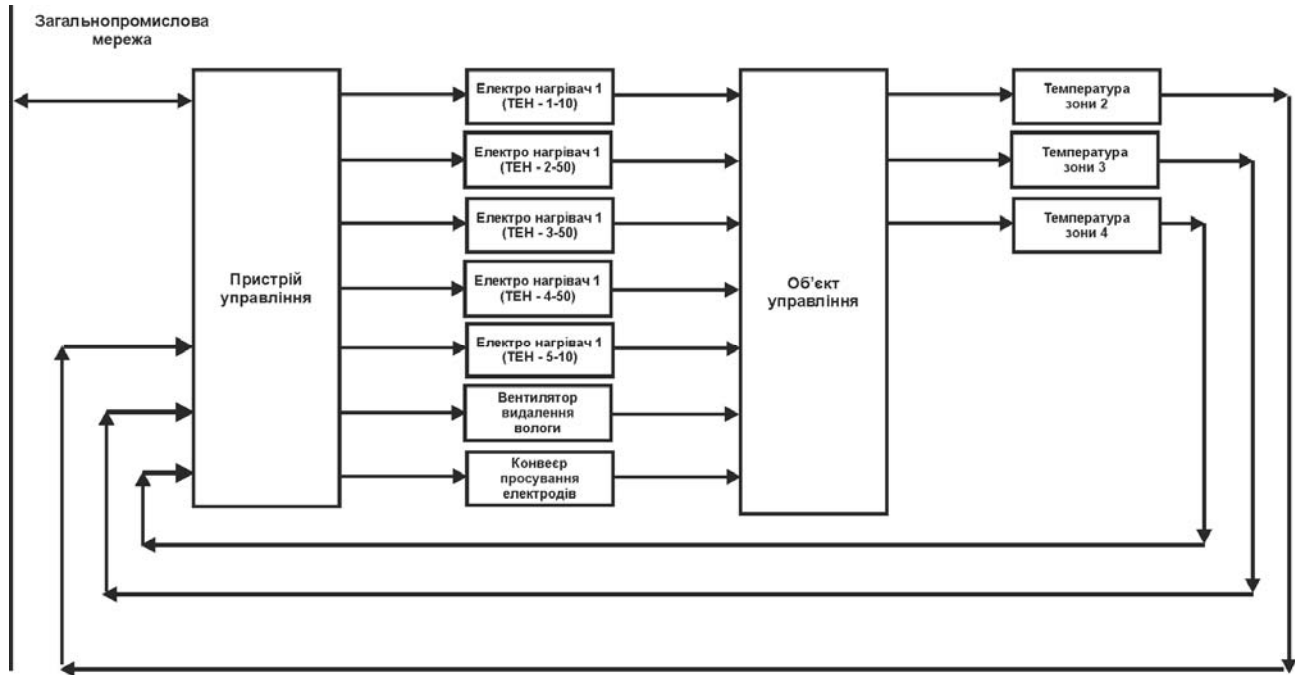 Загальнопромислова
мережа
Електро нагрівач 1
(ТЕН - 1-10)
Електро нагрівач 1
(ТЕН - 2-50)
Електро нагрівач 1
(ТЕН - 3-50)
Електро нагрівач 1
(ТЕН - 4-50)
Електро нагрівач 1
(ТЕН - 5-10)
Вентилятор
видалення
вологи
Конвеєр
просування
електродів
Пристрій
управління
Об'єкт
управління
Температура
зони 2
Температура
зони 3
Температура
зони 4